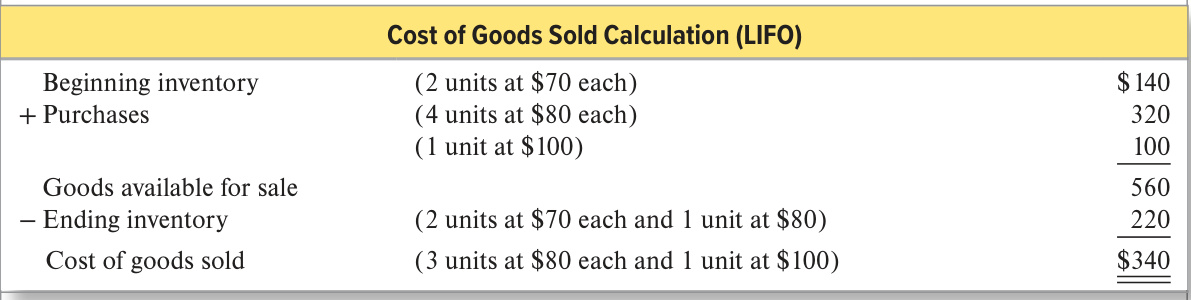 Cost of Goods Sold Calculation (LIFO)
Beginning inventory (2 units at $70 each) $140
+ Purchases (4 units at $80 each) 320
(1 unit at $100) 100
Goods available for sale 560
− Ending inventory (2 units at $70 each and 1 unit at $80) 220
Cost of goods sold (3 units at $80 each and 1 unit at $100) $340